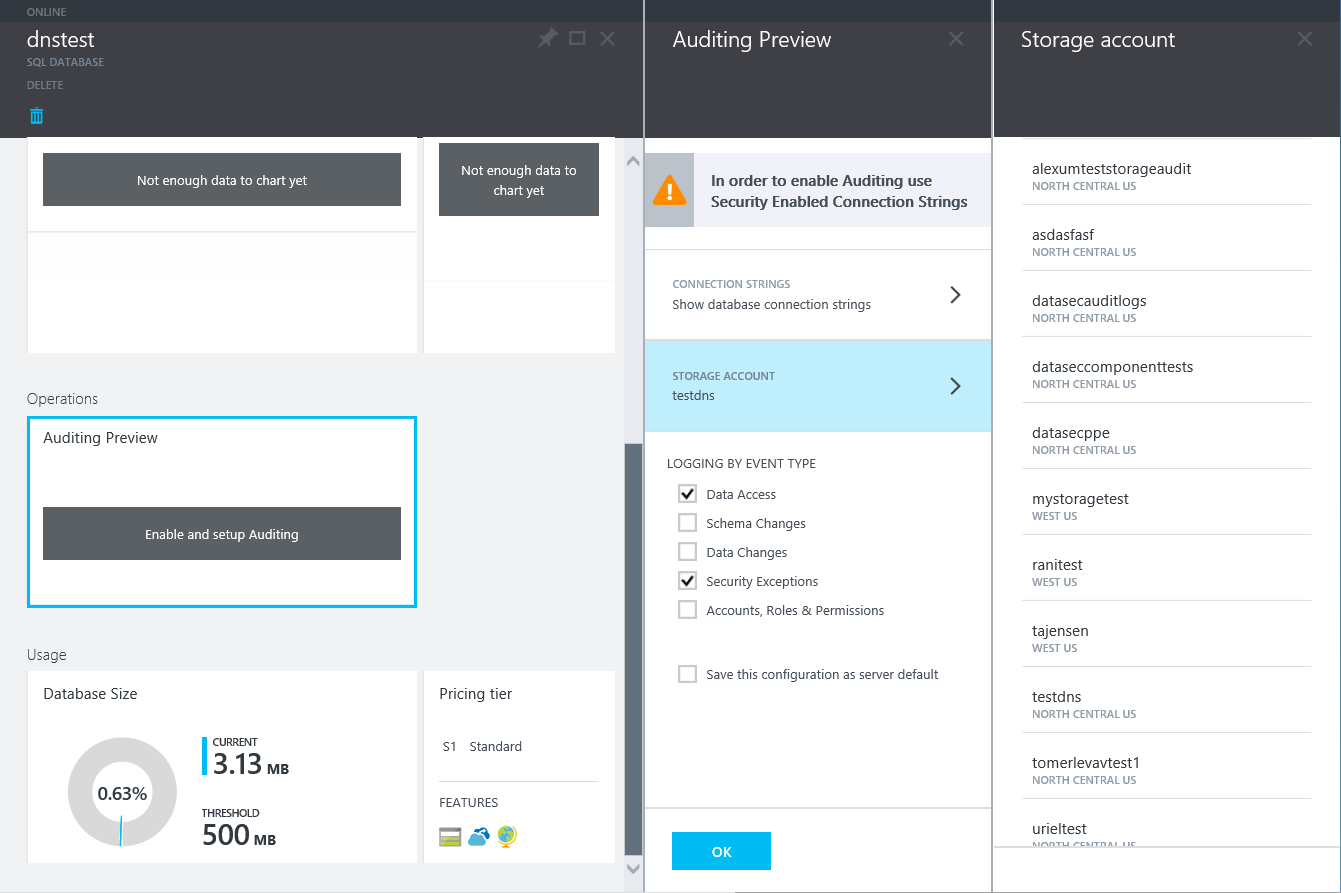 ONLINE
dnstest
SQL DATABASE
DELETE
Not enough data to chart yet
Not enough data to
chart yet
Operations
Auditing Preview
Enable and setup Auditing
Usage
Database Size
0.63%
CURRENT
3.13 MB
THRESHOLD
500 MB
Pricing tier
S1 Standard
FEATURES
Auditing Preview
In order to enable Auditing use
Security Enabled Connection Strings
CONNECTION STRINGS
Show database connection strings
STORAGE ACCOUNT
testdns
LOGGING BY EVENT TYPE
Data Access
Schema Changes
Data Changes
Security Exceptions
Accounts, Roles & Permissions
Save this configuration as server default
OK
Storage account
alexumteststorageaudit
NORTH CENTRAL US
asdasfasf
NORTH CENTRAL US
datasecauditlogs
NORTH CENTRAL US
dataseccomponenttests
NORTH CENTRAL US
datasecppe
NORTH CENTRAL US
mystoragetest
WEST US
ranitest
WEST US
tajensen
WEST US
testdns
NORTH CENTRAL US
tomerlevavtest1
NORTH CENTRAL US
urieltest
NORTH CENTRAL US